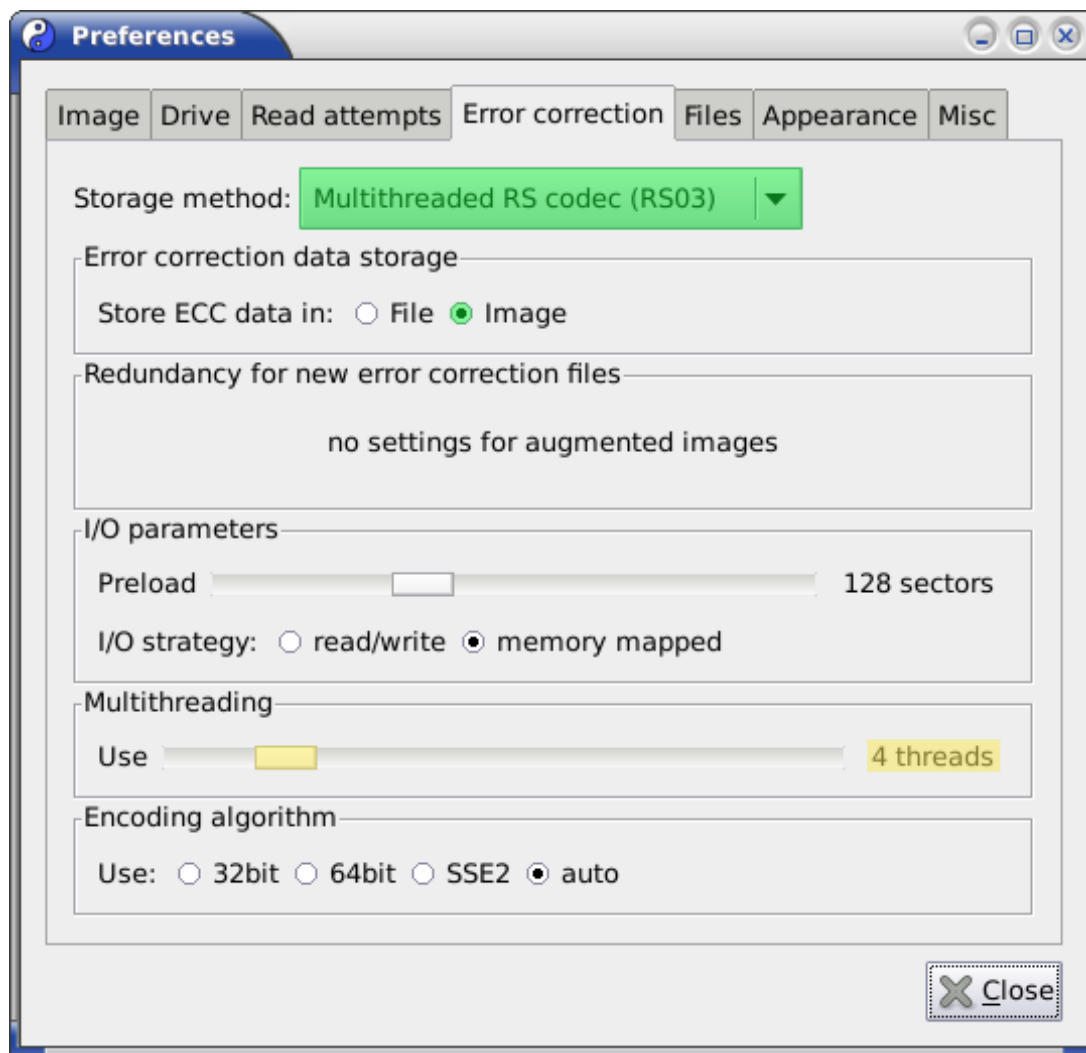 Preferences
Image Drive Read attempts Error correction Files Appearance Misc
Storage method: Multithreaded RS codec (RS03)
Error correction data storage
Store ECC data in: File Image
Redundancy for new error correction files
no settings for augmented images
I/O parameters
Preload 128 sectors
I/O strategy: read/write memory mapped
Multithreading
Use 4 threads
Encoding algorithm
Use: 32bit 64bit SSE2 auto
Close